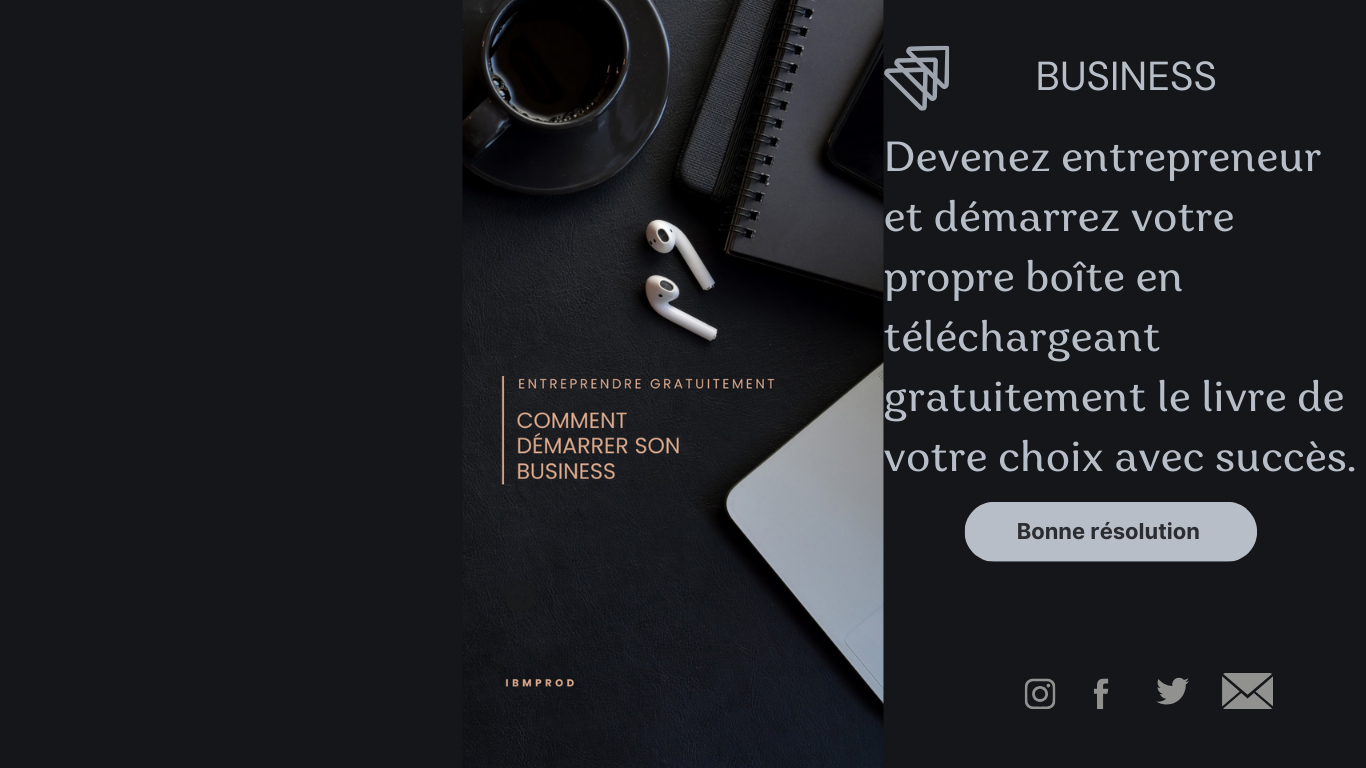 ENTREPRENDRE GRATUITEMENT
COMMENT
DÉMARRER SON
BUSINESS
IBMPROD
BUSINESS
Devenez entrepreneur
et démarrez votre
propre boîte en
téléchargeant
gratuitement le livre de
votre choix avec succès.
Bonne résolution